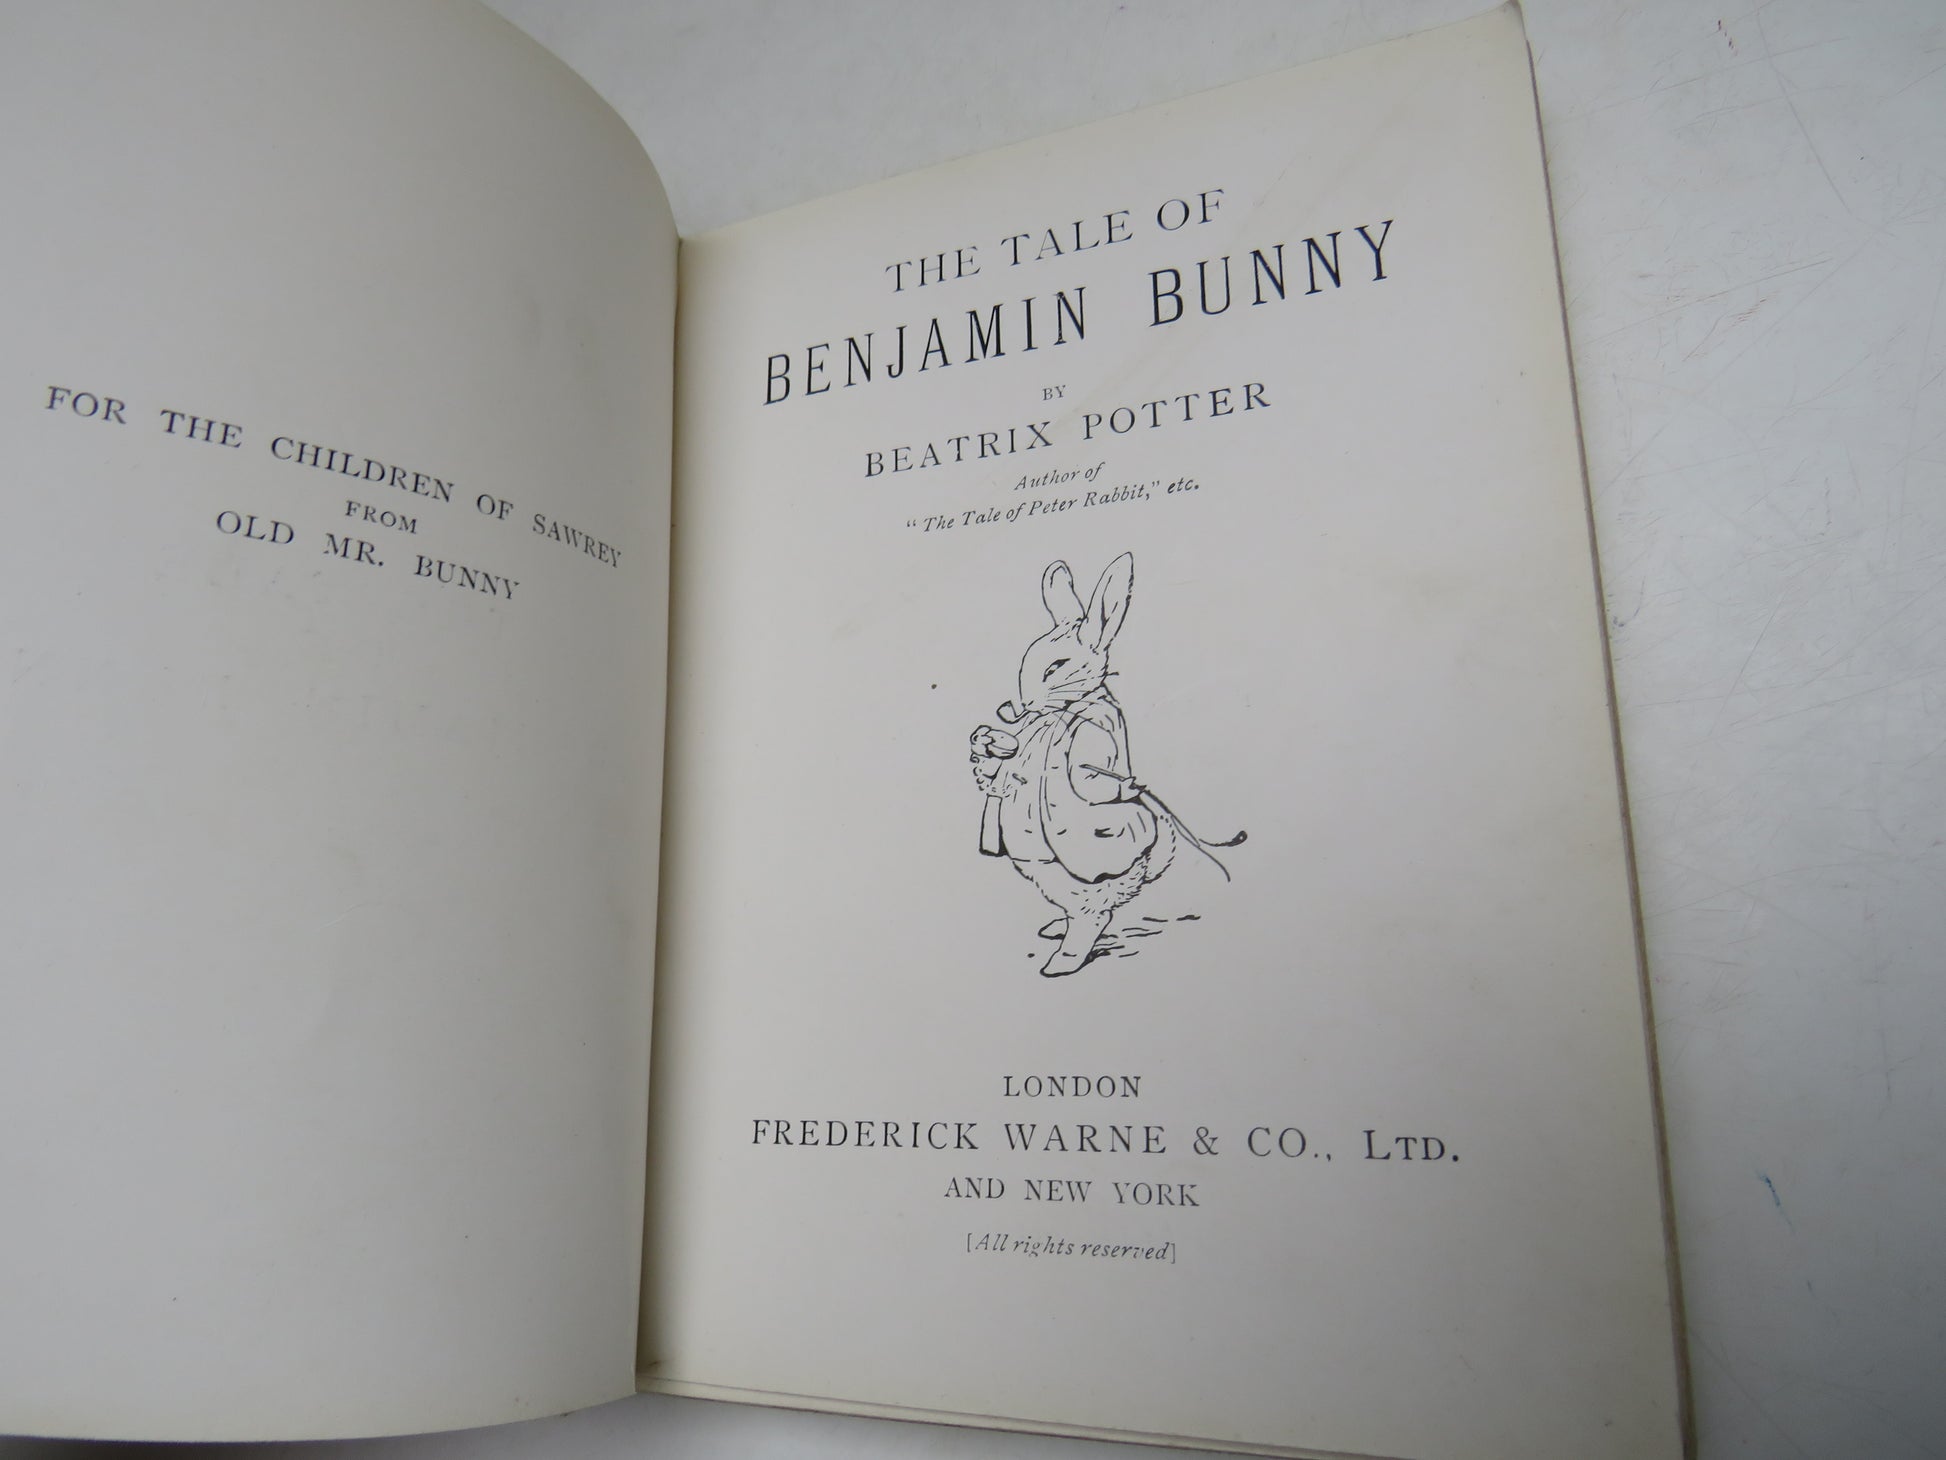 FOR THE CHILDREN OF SAWREY
FROM
OLD MR. BUNNY
THE TALE OF
BENJAMIN BUNNY
BY
BEATRIX POTTER
Author of
“The Tale of Peter Rabbit,” etc.
LONDON
FREDERICK WARNE & CO., LTD.
AND NEW YORK
[All rights reserved]